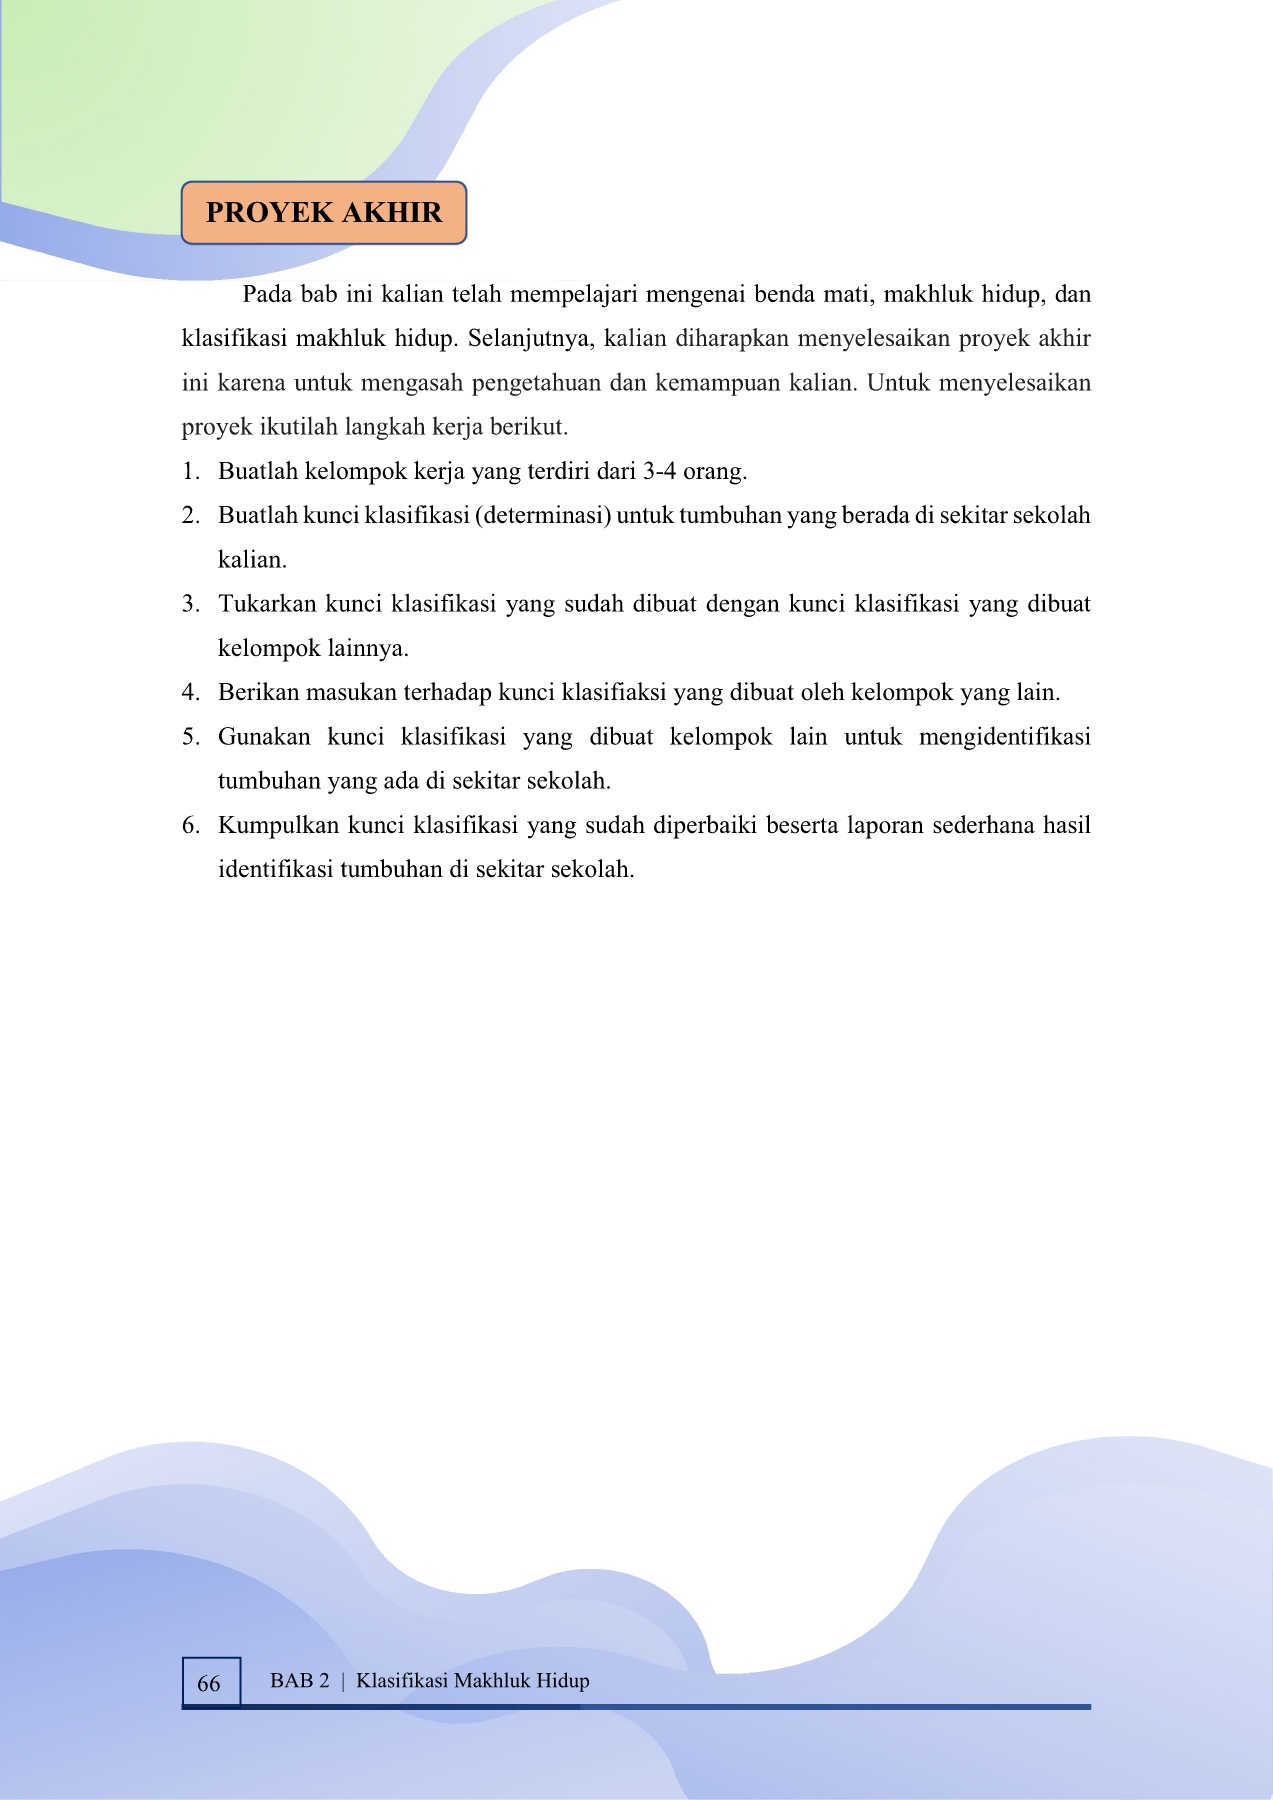 PROYEK AKHIR
Pada bab ini kalian telah mempelajari mengenai benda mati, makhluk hidup, dan
klasifikasi makhluk hidup. Selanjutnya, kalian diharapkan menyelesaikan proyek akhir
ini karena untuk mengasah pengetahuan dan kemampuan kalian. Untuk menyelesaikan
proyek ikutilah langkah kerja berikut.
1. Buatlah kelompok kerja yang terdiri dari 3-4 orang.
2. Buatlah kunci klasifikasi (determinasi) untuk tumbuhan yang berada di sekitar sekolah
kalian.
3. Tukarkan kunci klasifikasi yang sudah dibuat dengan kunci klasifikasi yang dibuat
kelompok lainnya.
4. Berikan masukan terhadap kunci klasifiaksi yang dibuat oleh kelompok yang lain.
5. Gunakan kunci klasifikasi yang dibuat kelompok lain untuk mengidentifikasi
tumbuhan yang ada di sekitar sekolah.
6. Kumpulkan kunci klasifikasi yang sudah diperbaiki beserta laporan sederhana hasil
identifikasi tumbuhan di sekitar sekolah.
66 BAB 2 | Klasifikasi Makhluk Hidup